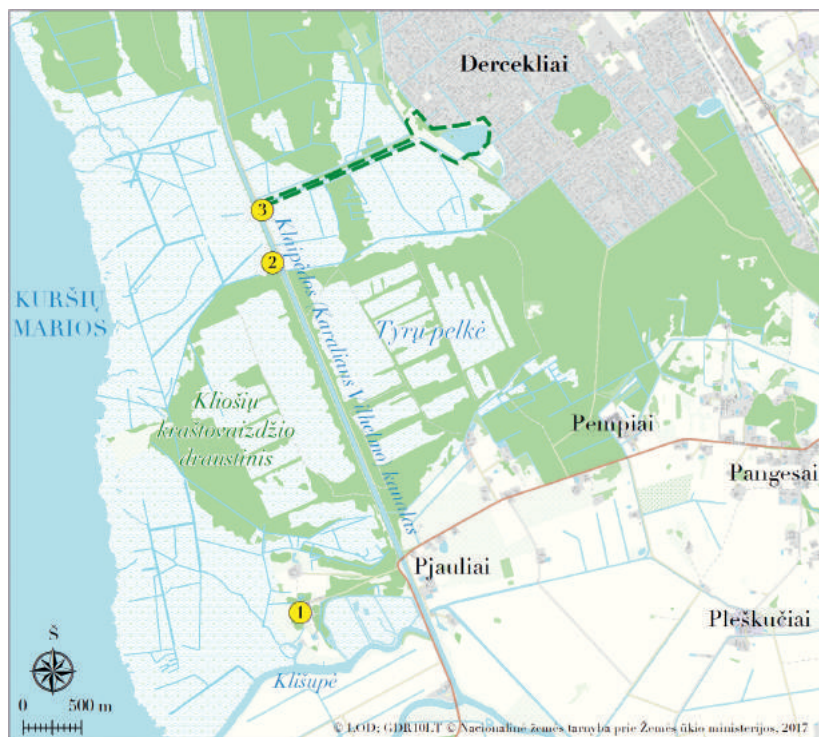 Dercekliai
3
Klaipėdos (Karaliaus Vilhelmo) kanalas
2
KURŠIŲ
MARIOS
Tyrų pelkė
Kliošių
kraštovaizdžio
draustinis
Pempiai
Pangesai
Pjauliai
1
Pleškučiai
Š
Klišupė
0 500 m
© LOD; GDR10LT © Nacionalinė žemės tarnyba prie Žemės ūkio ministerijos, 2017